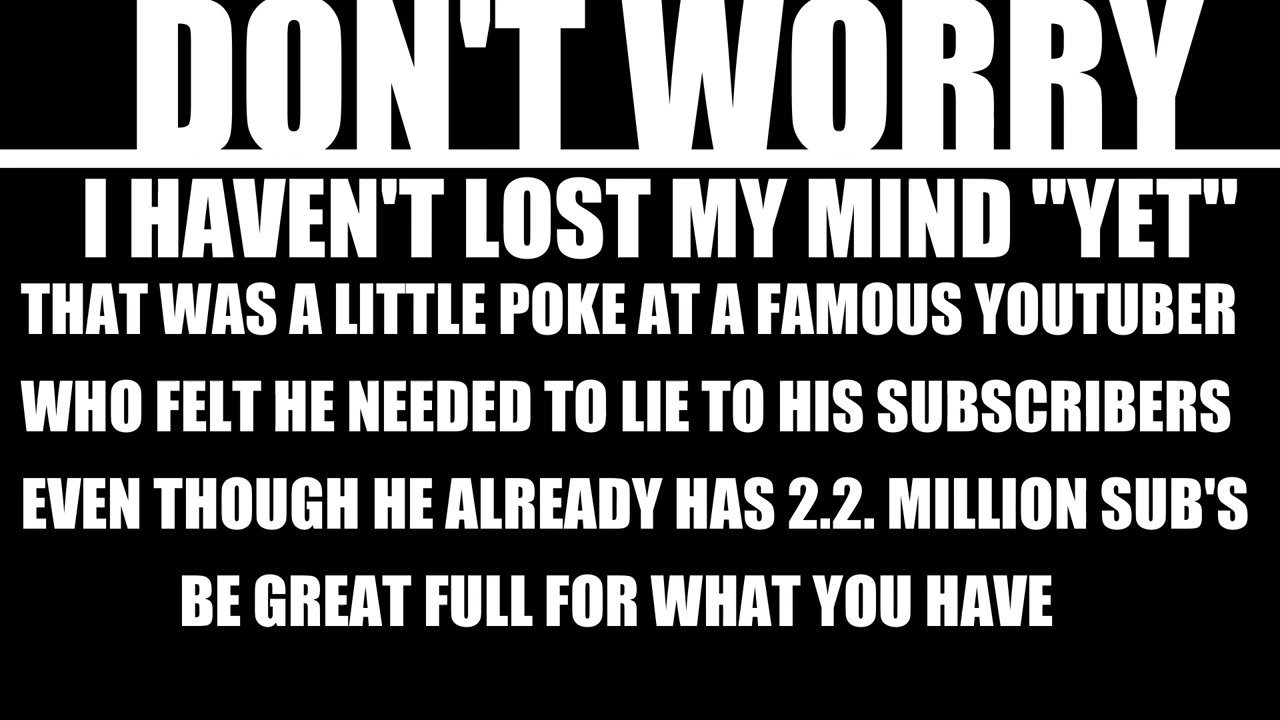 DON'T WORRY
I HAVEN'T LOST MY MIND "YET"
THAT WAS A LITTLE POKE AT A FAMOUS YOUTUBER
WHO FELT HE NEEDED TO LIE TO HIS SUBSCRIBERS
EVEN THOUGH HE ALREADY HAS 2.2. MILLION SUB'S
BE GREAT FULL FOR WHAT YOU HAVE